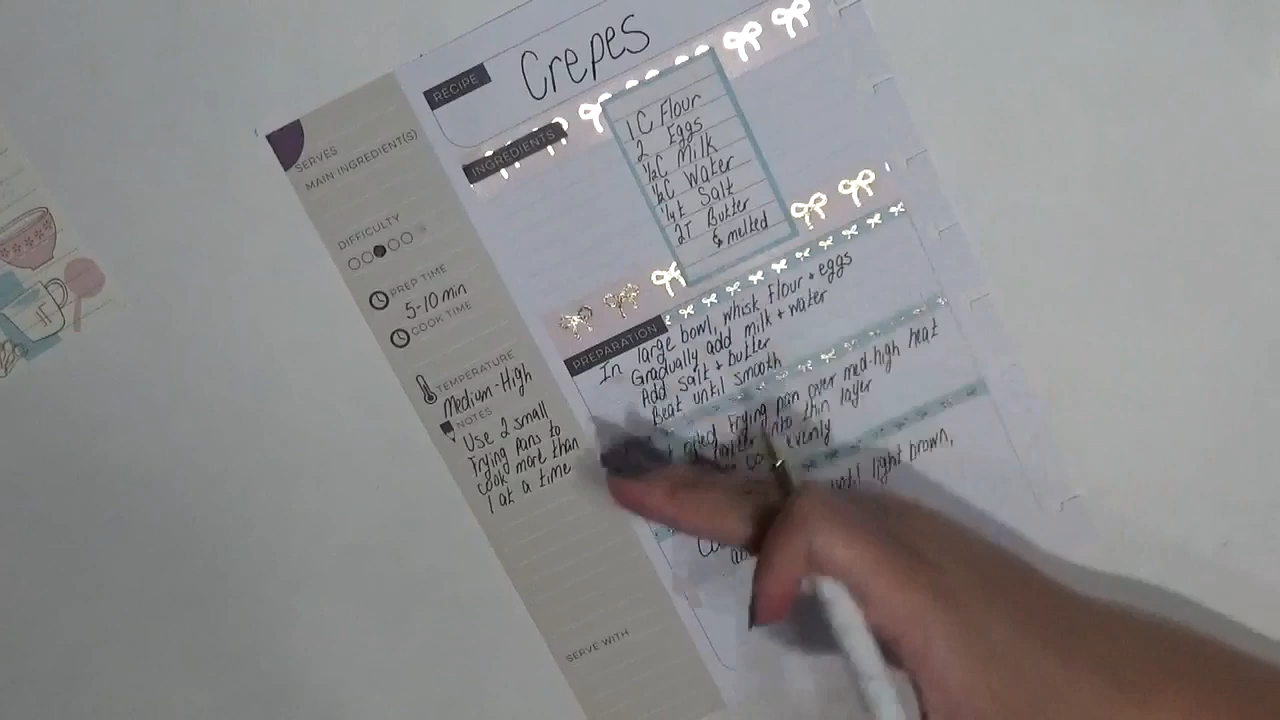 RECIPE
Crepes
SERVES
MAIN INGREDIENT(S)
DIFFICULTY
PREP TIME
5-10 min
COOK TIME
TEMPERATURE
Medium-High
NOTES
Use 2 small
frying pans to
cook more than
1 at a time
SERVE WITH
INGREDIENTS
1 C Flour
2 Eggs
1/2C Milk
1/2C Water
1/4t Salt
2T Butter
↳ melted
PREPARATION
In large bowl, whisk flour + eggs
Gradually add milk + water
Add salt + butter
Beat until smooth
oiled frying pan over med-high heat
batter into thin layer
evenly
until light brown,